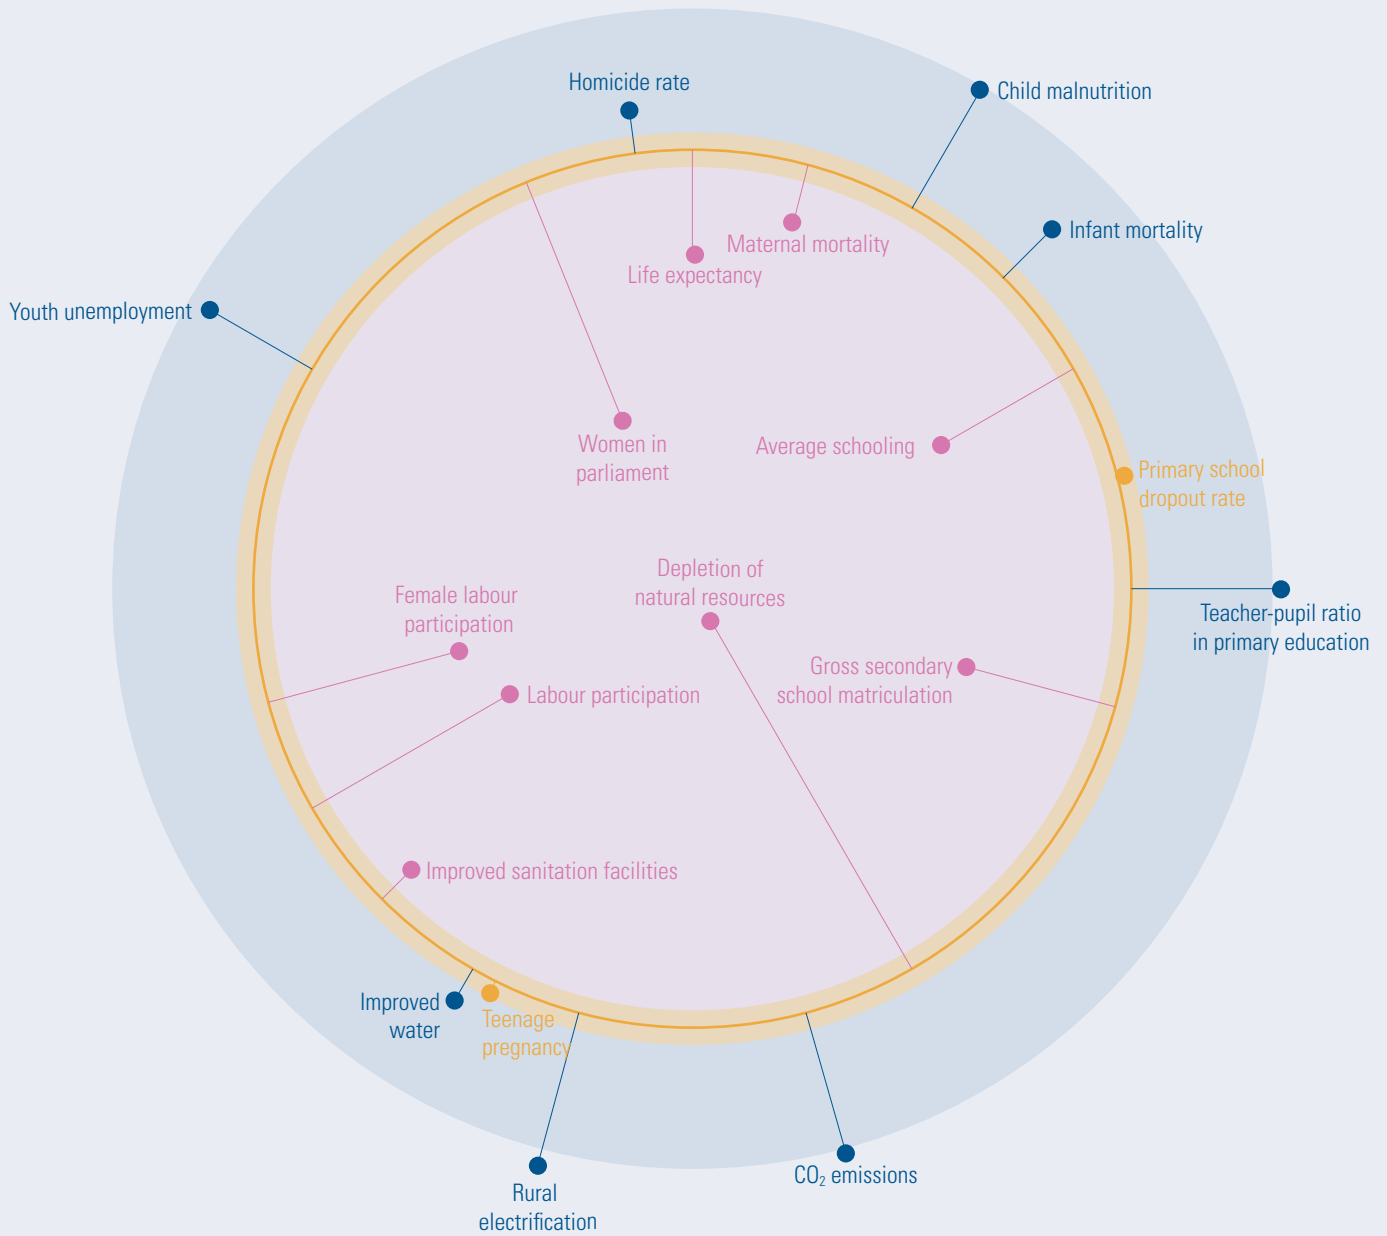 Homicide rate
Child malnutrition
Infant mortality
Maternal mortality
Life expectancy
Youth unemployment
Women in
parliament
Average schooling
Primary school
dropout rate
Depletion of
natural resources
Female labour
participation
Teacher-pupil ratio
in primary education
Gross secondary
school matriculation
Labour participation
Improved sanitation facilities
Improved
water
Teenage
pregnancy
CO₂ emissions
Rural
electrification